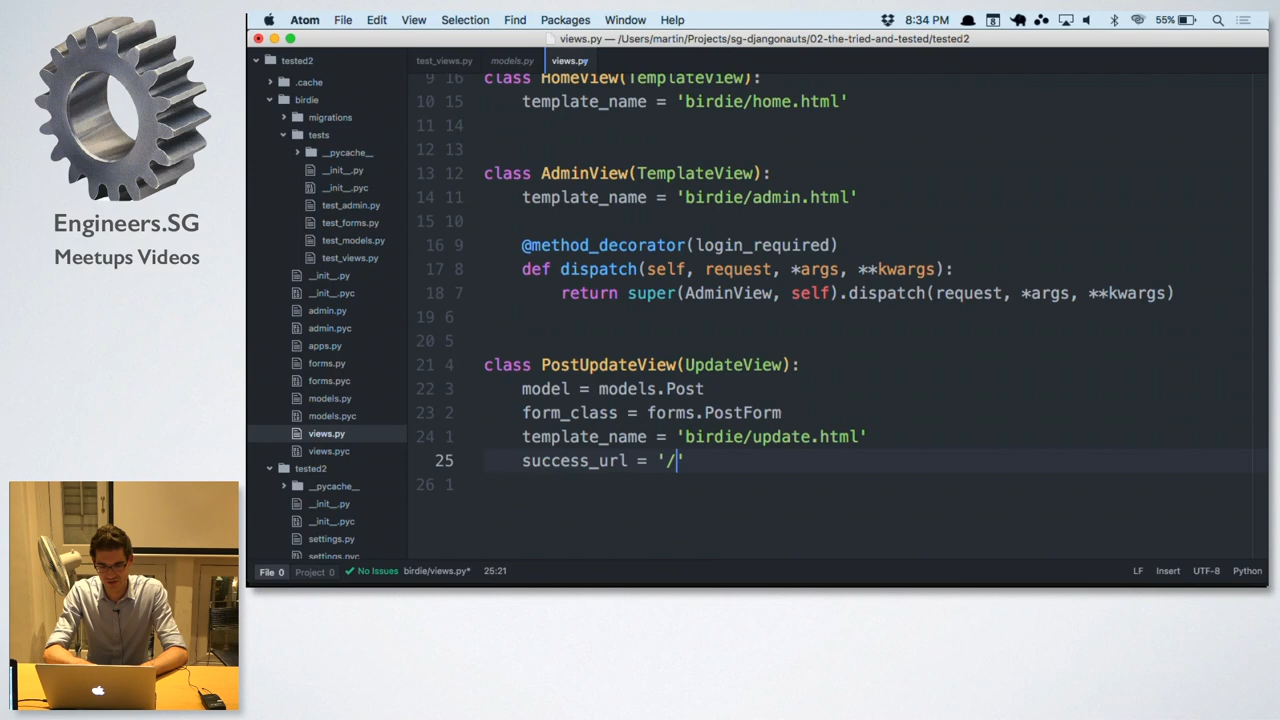 Engineers.SG
Meetups Videos
Atom File Edit View Selection Find Packages Window Help
8:34 PM
8
55%
views.py — /Users/martin/Projects/sg-djangonauts/02-the-tried-and-tested/tested2
tested2
.cache
birdie
migrations
tests
__pycache__
__init__.py
__init__.pyc
test_admin.py
test_forms.py
test_models.py
test_views.py
__init__.py
__init__.pyc
admin.py
admin.pyc
apps.py
forms.py
forms.pyc
models.py
models.pyc
views.py
views.pyc
tested2
__pycache__
__init__.py
__init__.pyc
settings.py
settings.pyc
test_views.py models.py views.py
9 16 class HomeView(TemplateView):
10 15 template_name = 'birdie/home.html'
11 14
12 13
13 12 class AdminView(TemplateView):
14 11 template_name = 'birdie/admin.html'
15 10
16 9 @method_decorator(login_required)
17 8 def dispatch(self, request, *args, **kwargs):
18 7 return super(AdminView, self).dispatch(request, *args, **kwargs)
19 6
20 5
21 4 class PostUpdateView(UpdateView):
22 3 model = models.Post
23 2 form_class = forms.PostForm
24 1 template_name = 'birdie/update.html'
25 success_url = '/'
26 1
File 0 Project 0 No Issues birdie/views.py* 25:21 LF Insert UTF-8 Python